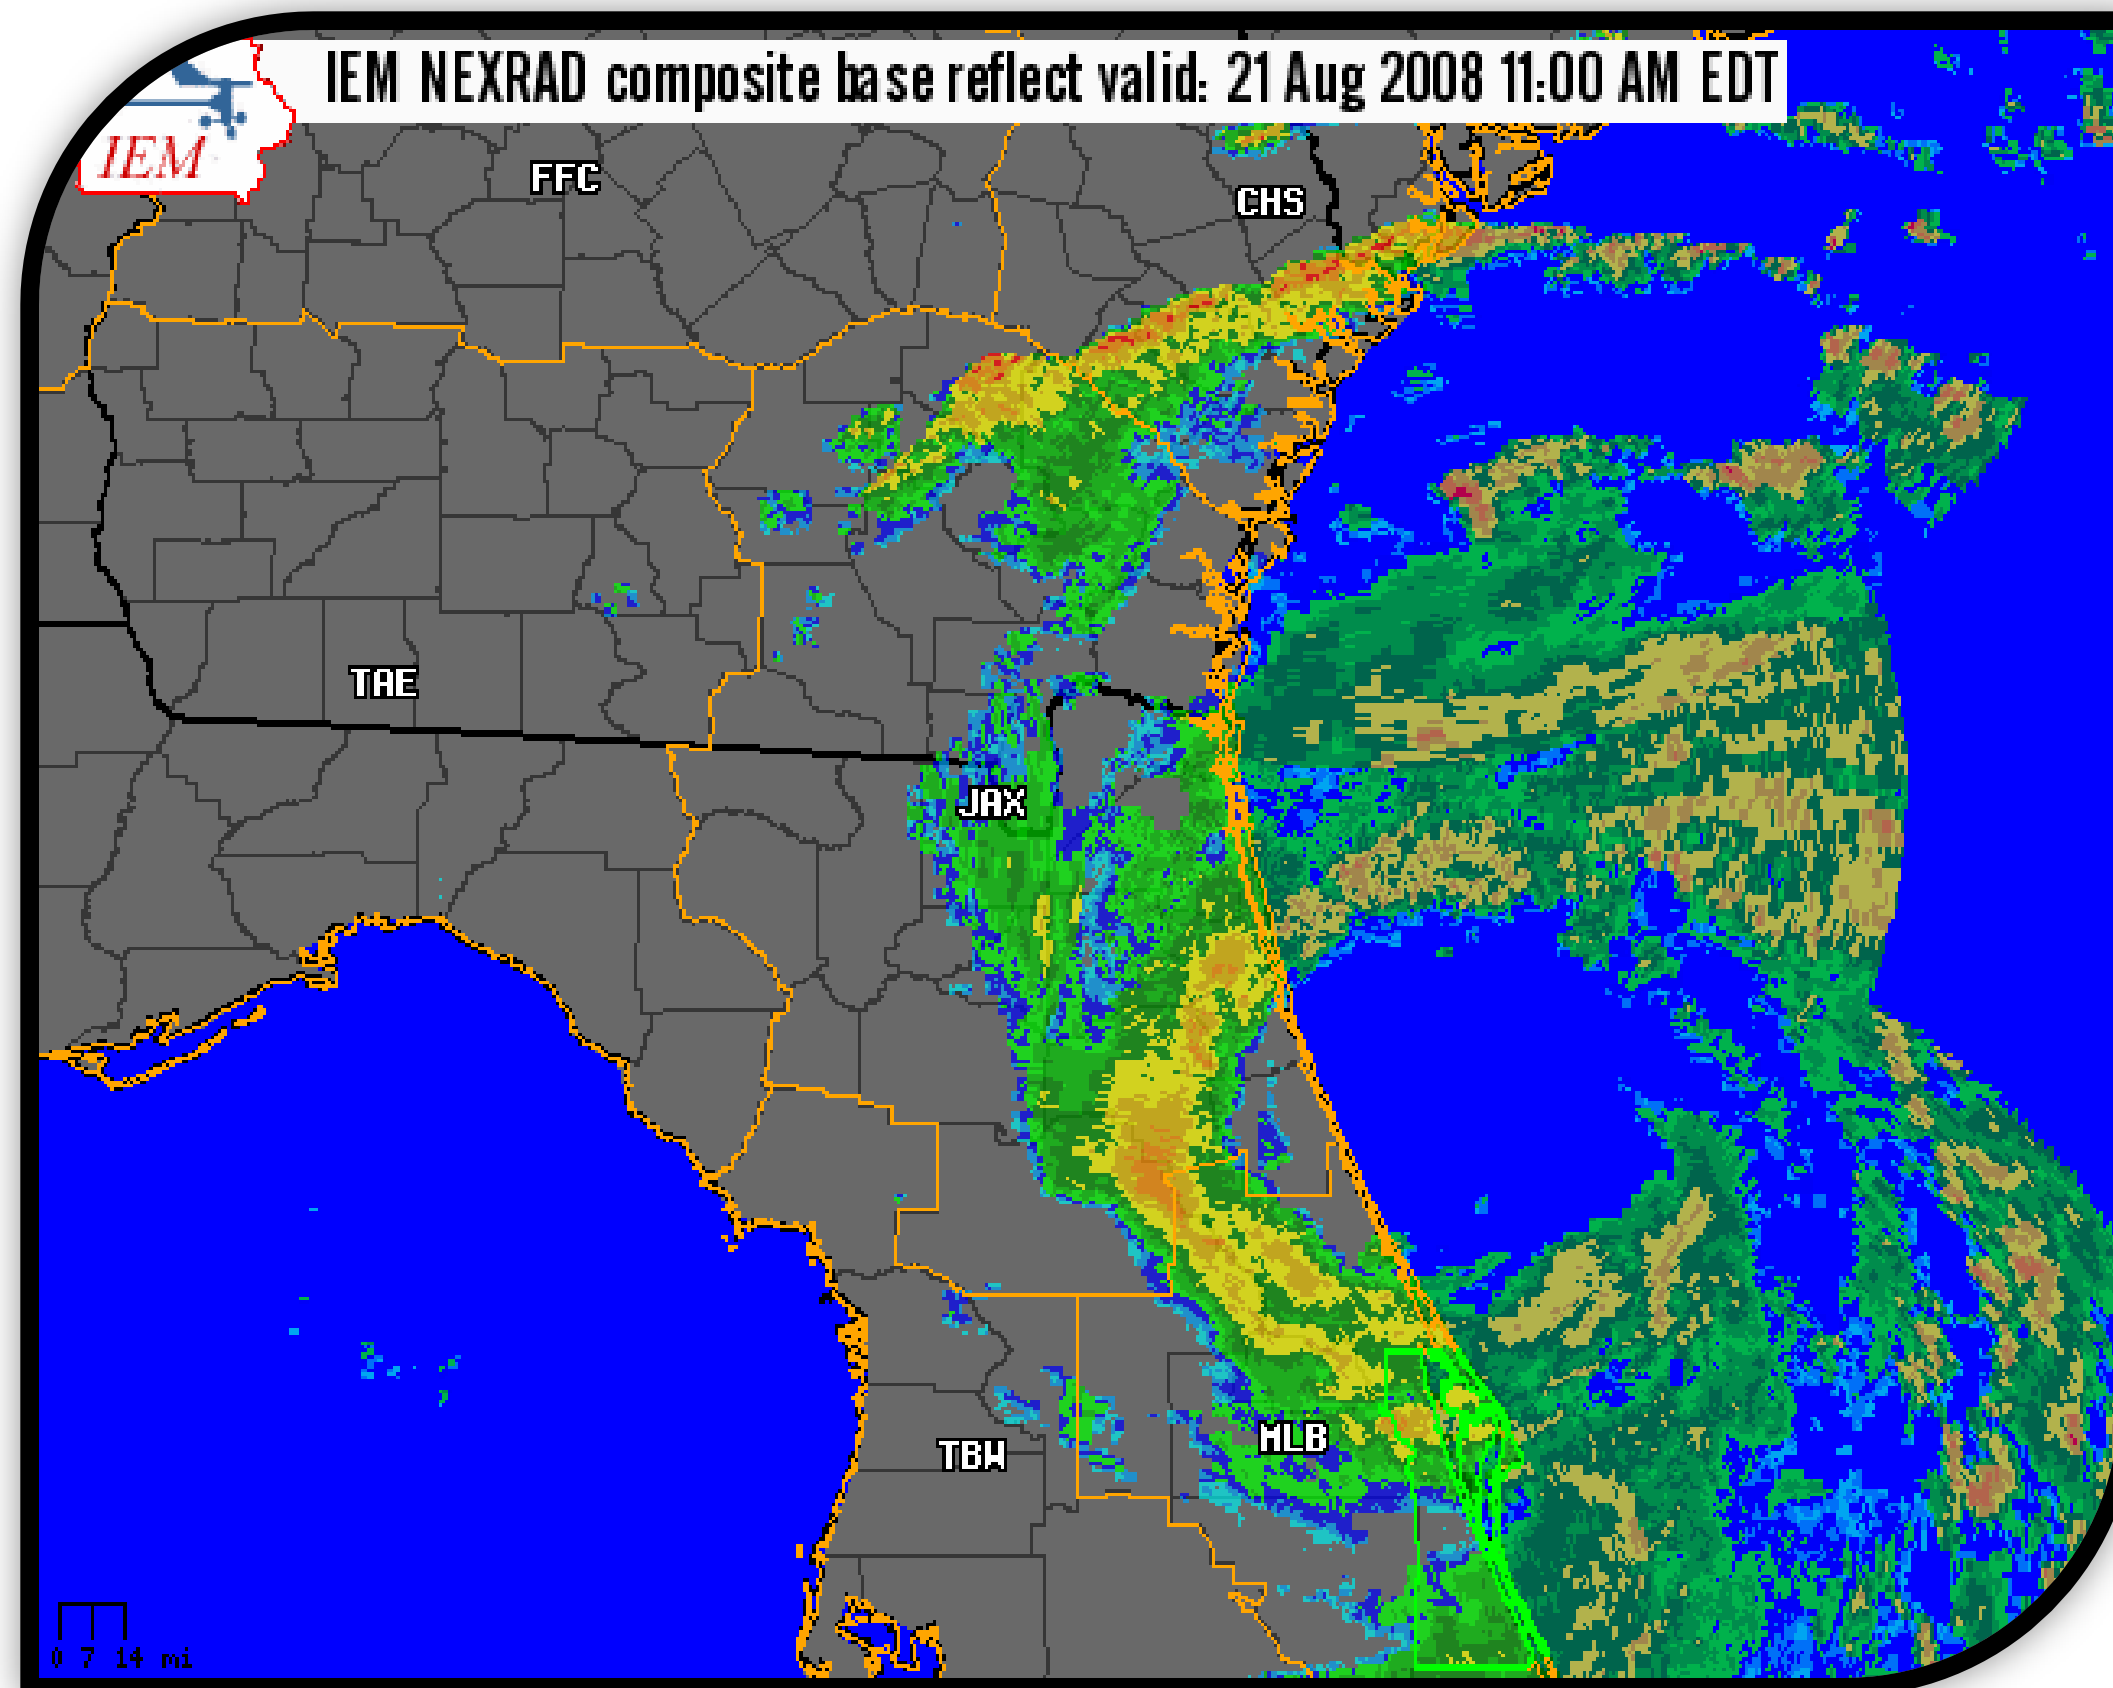 IEM NEXRAD composite base reflect valid: 21 Aug 2008 11:00 AM EDT
IEM
FFC
CHS
TAE
JAX
MLB
TBW
0 7 14 mi